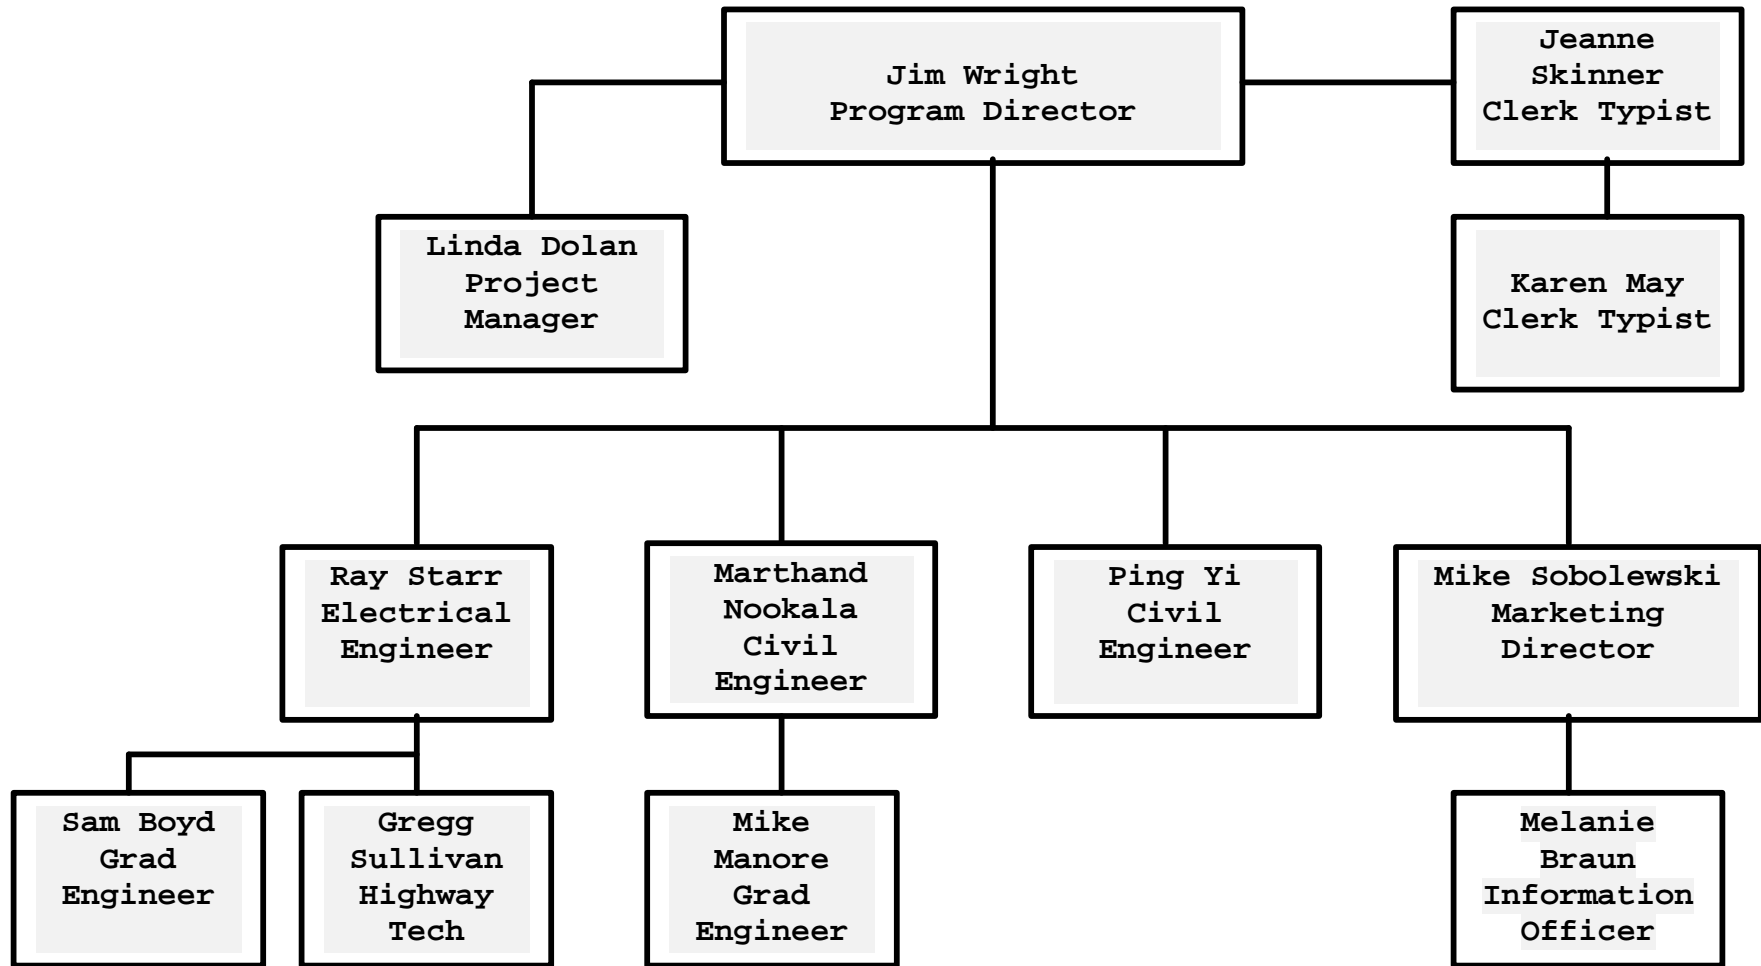 Jim Wright
Program Director
Jeanne
Skinner
Clerk Typist
Linda Dolan
Project
Manager
Karen May
Clerk Typist
Ray Starr
Electrical
Engineer
Marthand
Nookala
Civil
Engineer
Ping Yi
Civil
Engineer
Mike Sobolewski
Marketing
Director
Sam Boyd
Grad
Engineer
Gregg
Sullivan
Highway
Tech
Mike
Manore
Grad
Engineer
Melanie
Braun
Information
Officer